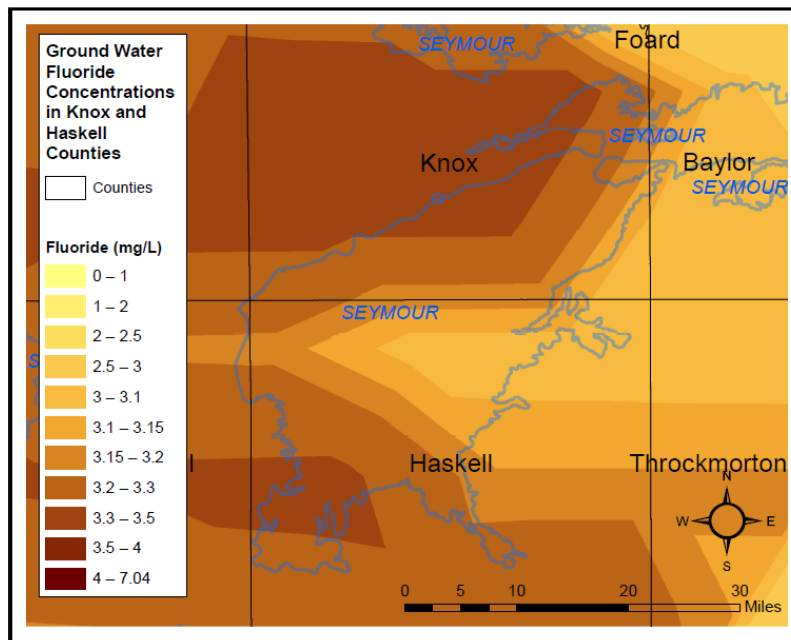 Ground Water
Fluoride
Concentrations
in Knox and
Haskell
Counties
Counties
Fluoride (mg/L)
0 – 1
1 – 2
2 – 2.5
2.5 – 3
3 – 3.1
3.1 – 3.15
3.15 – 3.2
3.2 – 3.3
3.3 – 3.5
3.5 – 4
4 – 7.04
SEYMOUR
Foard
SEYMOUR
Knox
Baylor
SEYMOUR
SEYMOUR
S
l
Haskell
Throckmorton
N
W
E
S
0
5
10
20
30
Miles